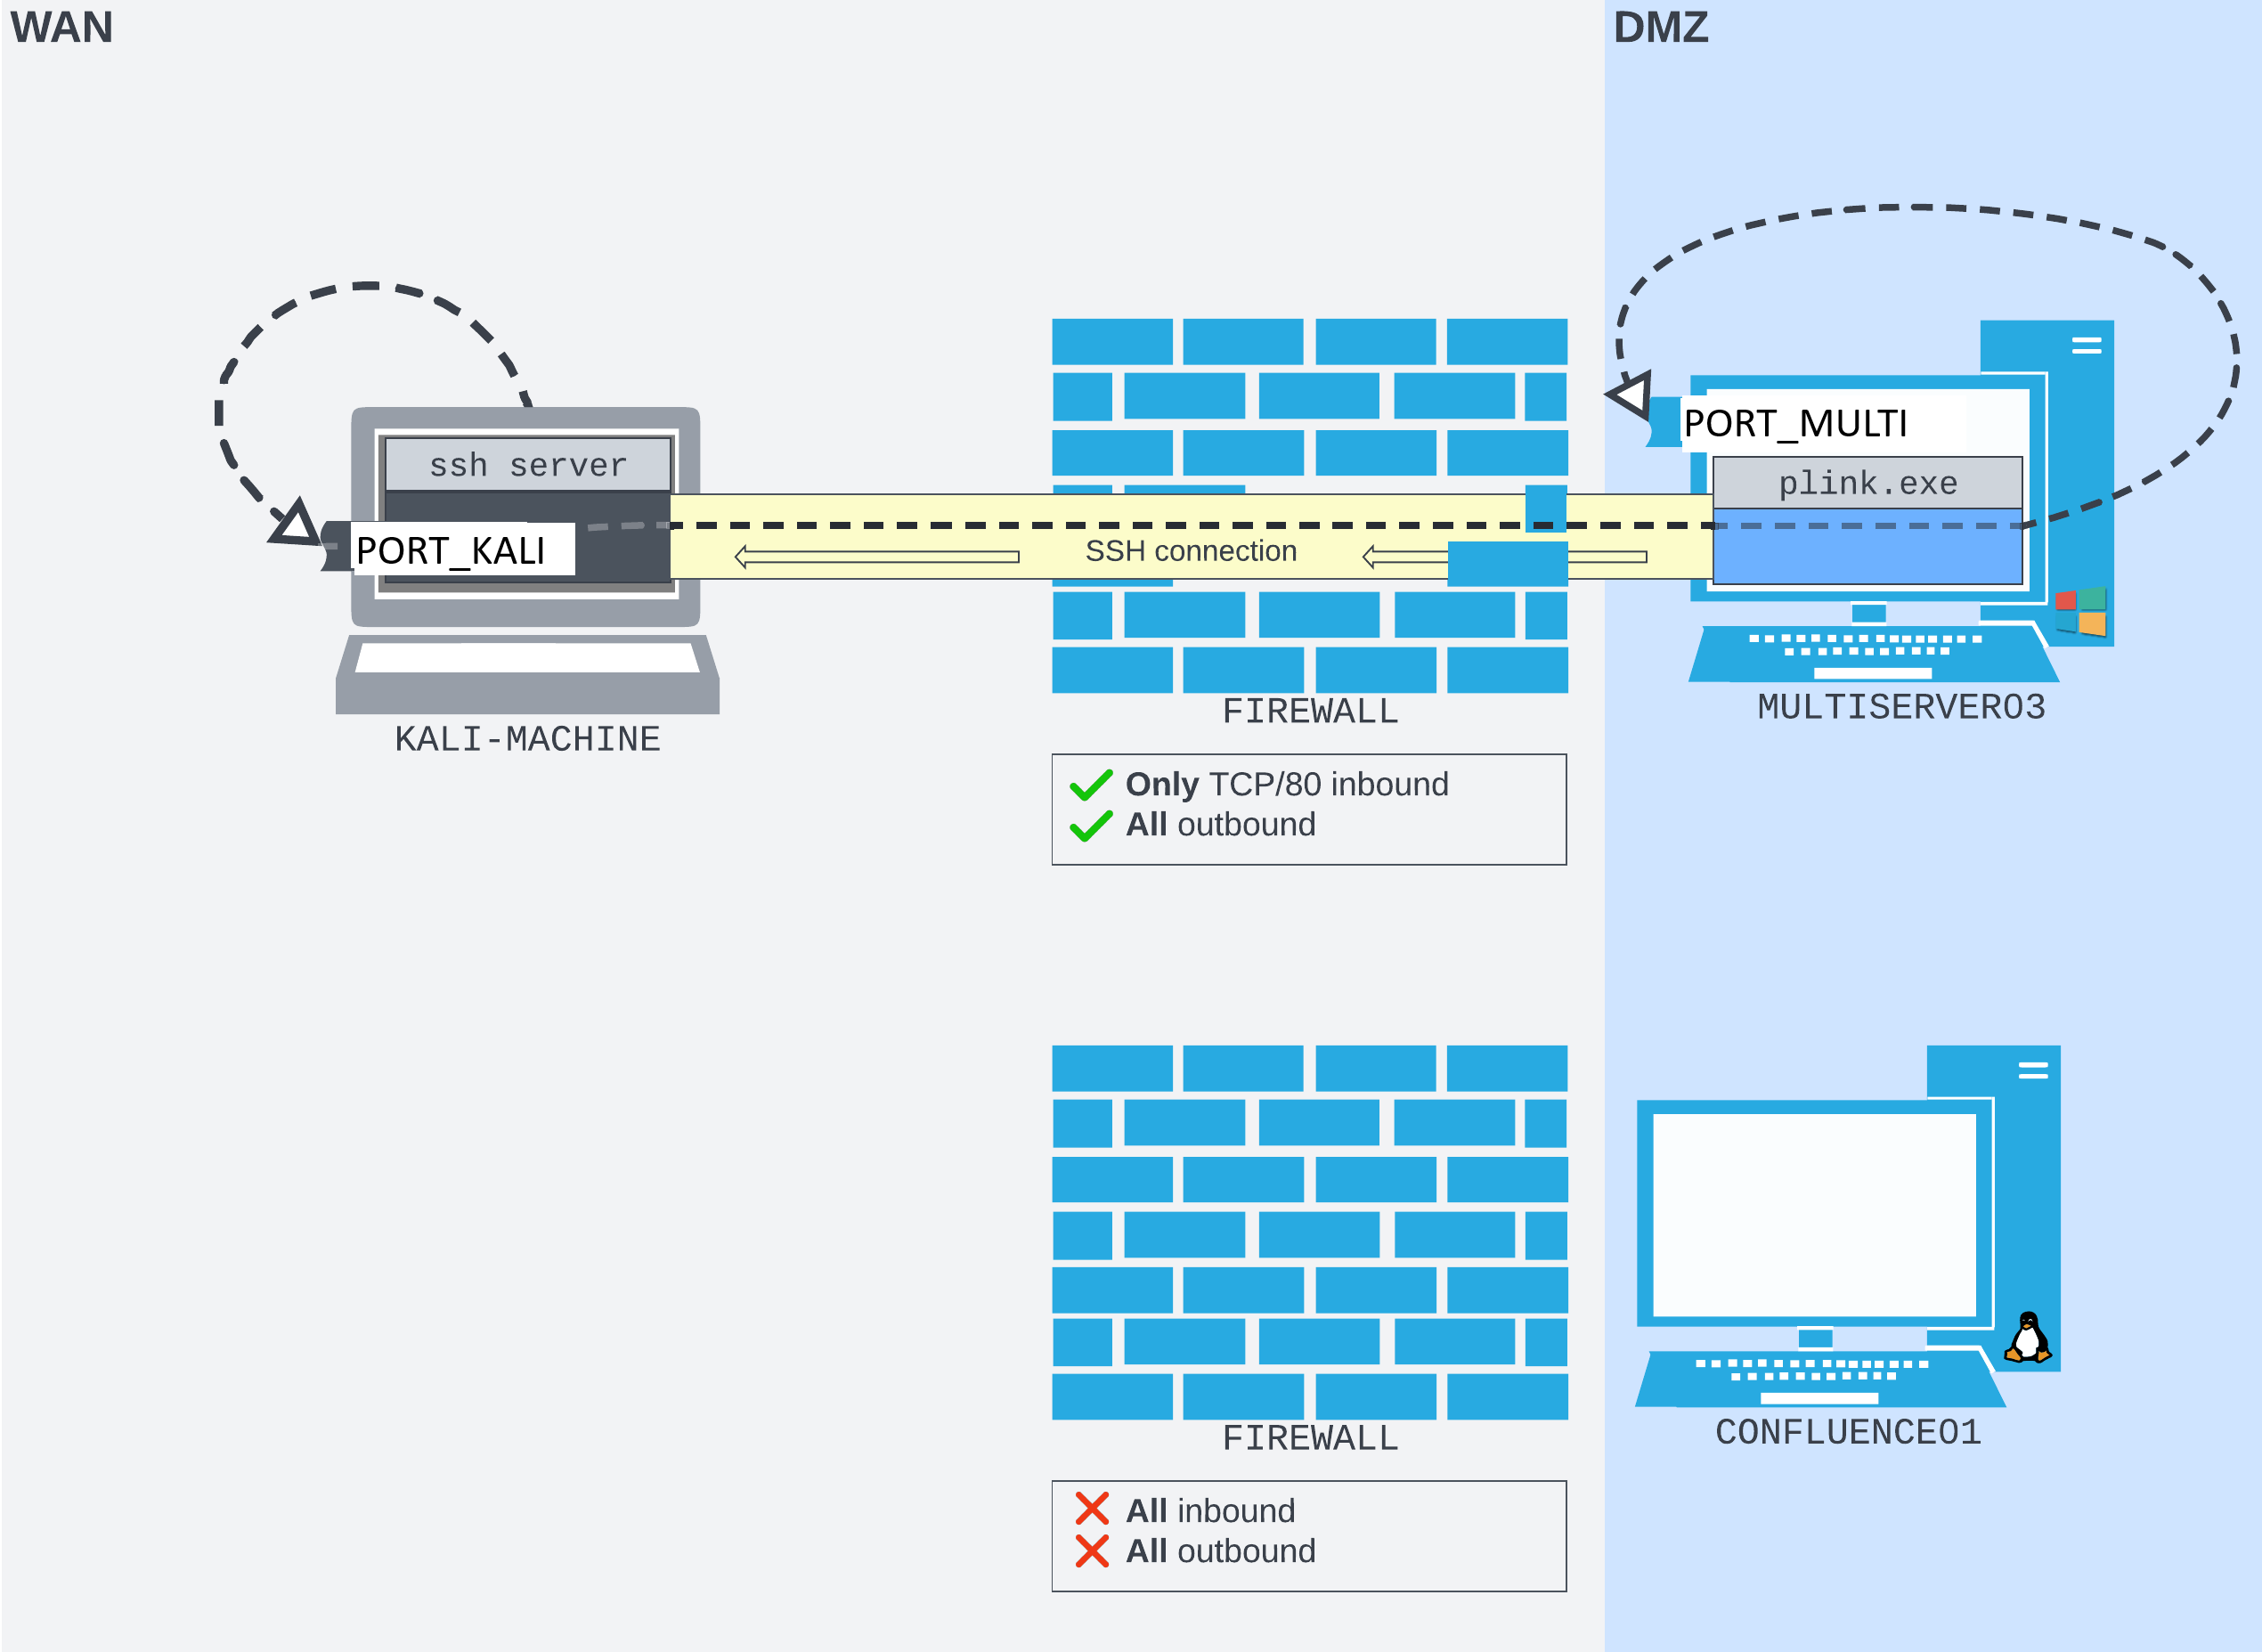 WAN
DMZ
PORT_MULTI
ssh server
plink.exe
PORT_KALI
SSH connection
FIREWALL
MULTISERVER03
KALI-MACHINE
Only TCP/80 inbound
All outbound
FIREWALL
CONFLUENCE01
All inbound
All outbound